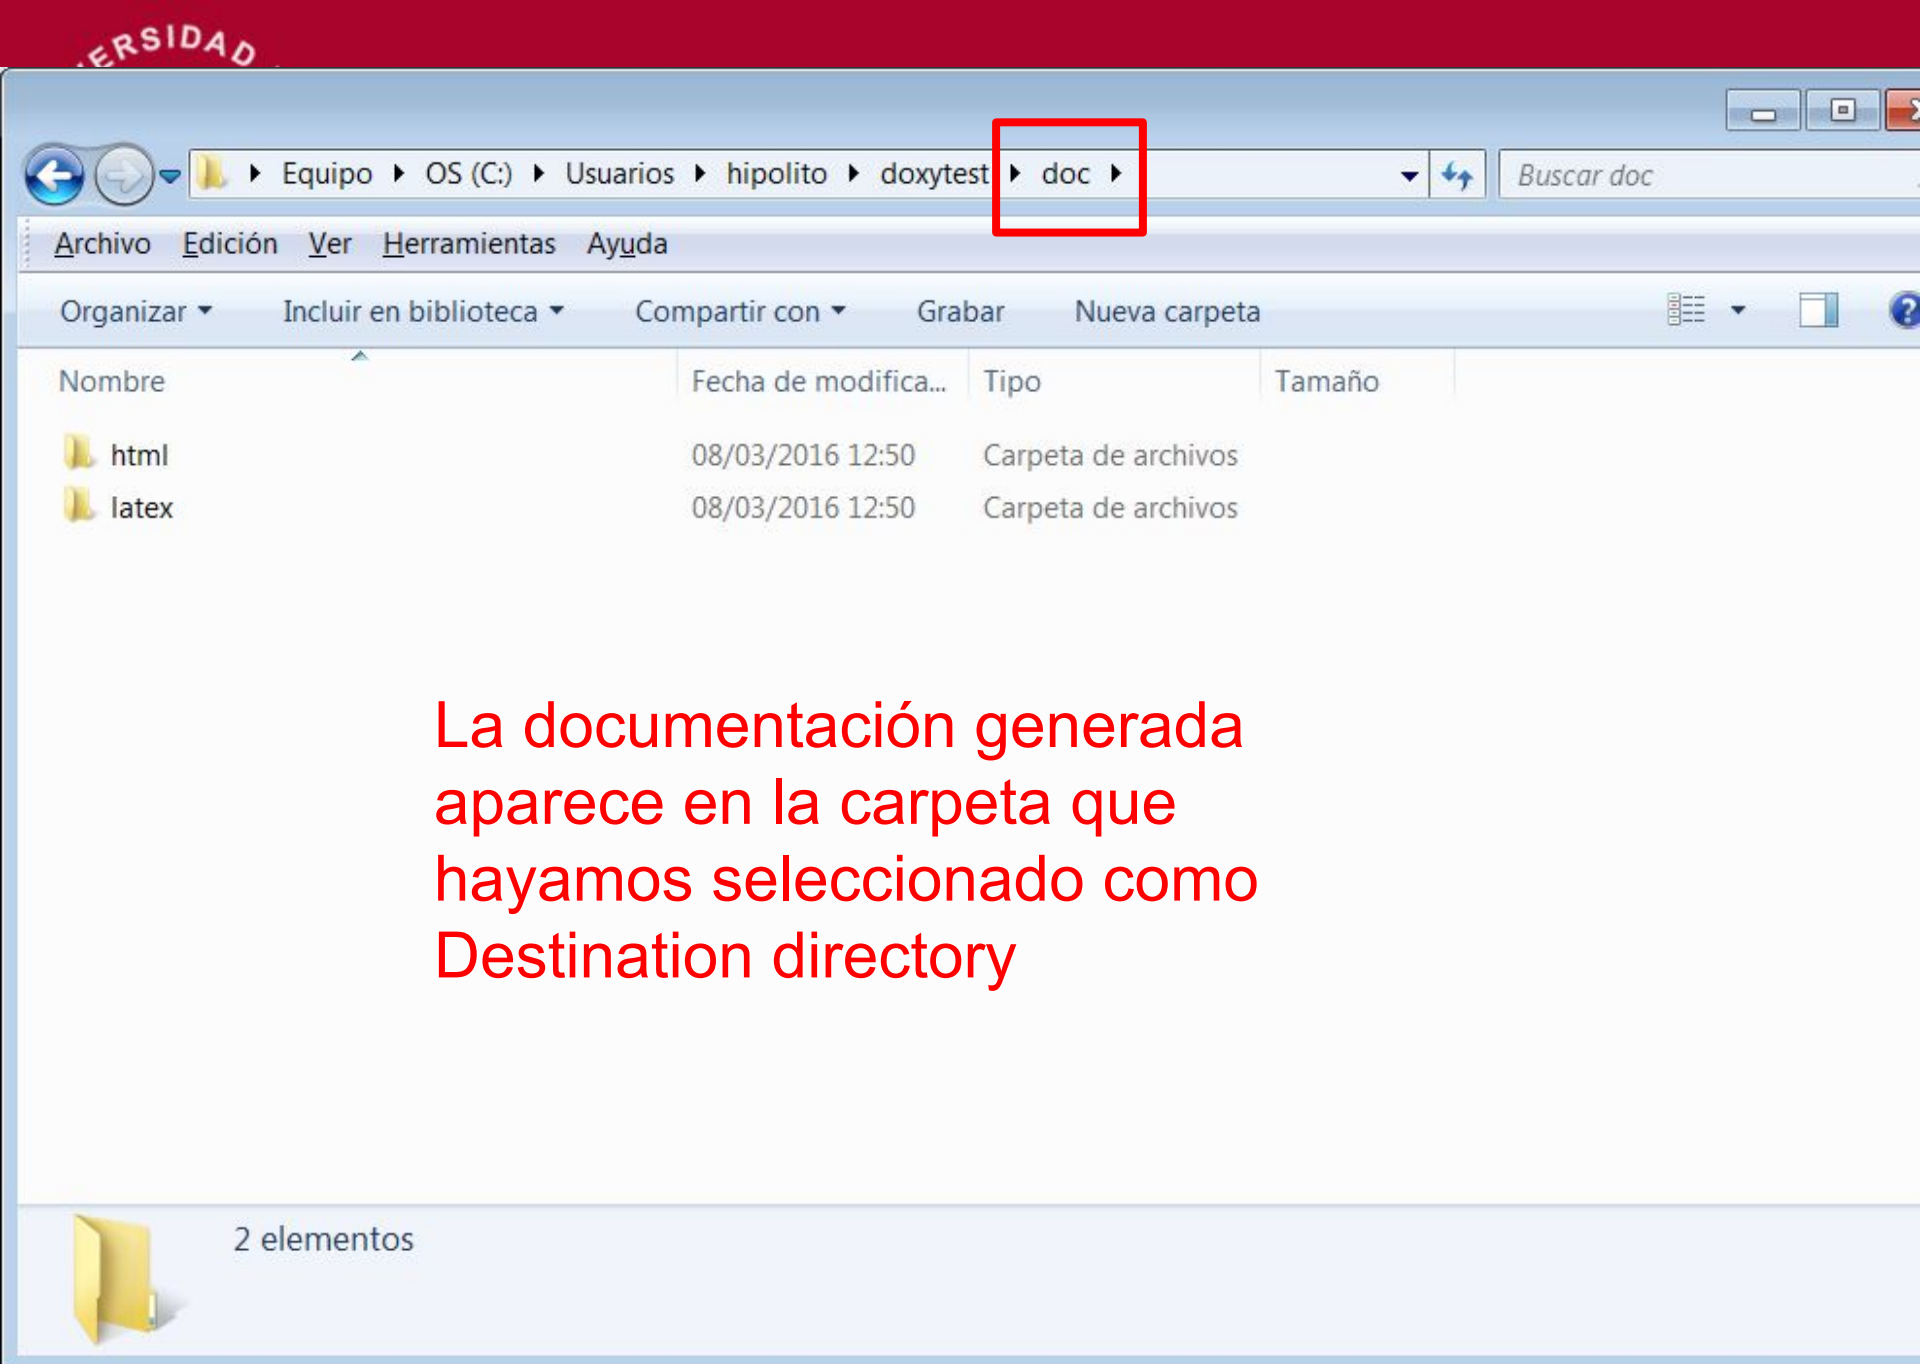 ERSIDAD
Equipo OS (C:) Usuarios hipolito doxytest doc
Buscar doc
Archivo Edición Ver Herramientas Ayuda
Organizar Incluir en biblioteca Compartir con Grabar Nueva carpeta
Nombre Fecha de modifica... Tipo Tamaño
html 08/03/2016 12:50 Carpeta de archivos
latex 08/03/2016 12:50 Carpeta de archivos
La documentación generada
aparece en la carpeta que
hayamos seleccionado como
Destination directory
2 elementos